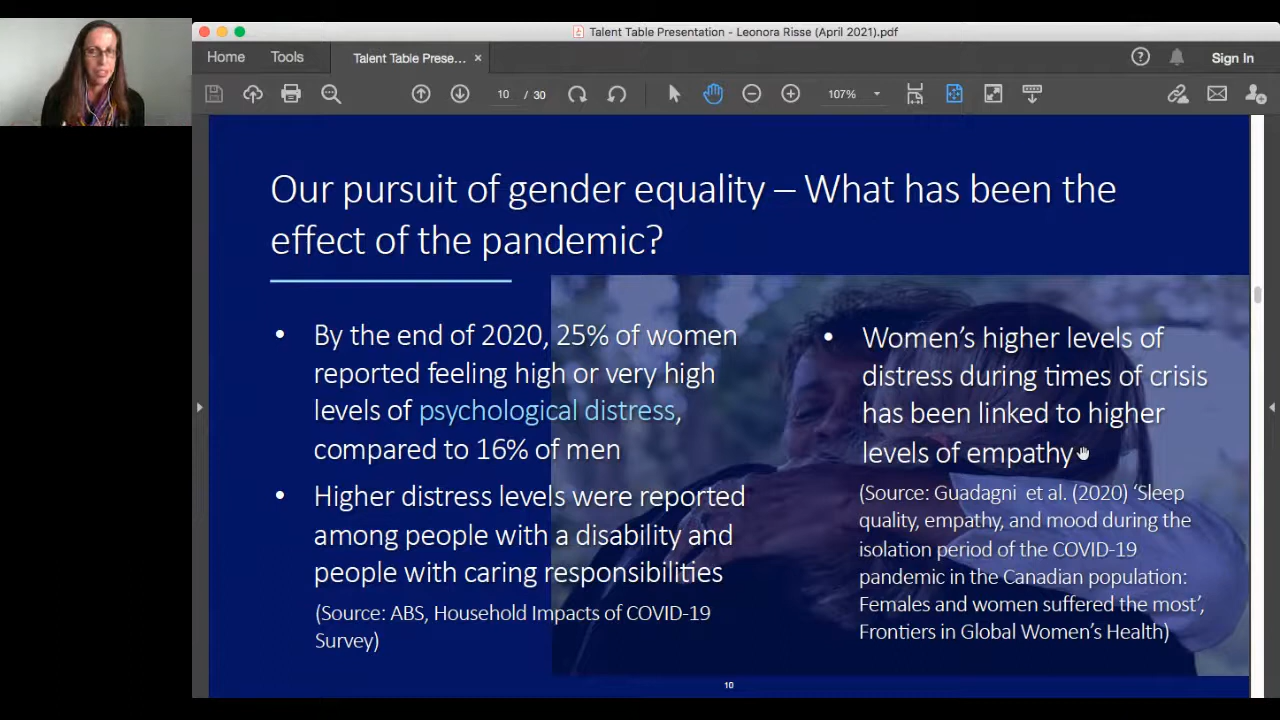 Talent Table Presentation - Leonora Risse (April 2021).pdf
Home Tools Talent Table Prese... × Sign In
10 / 30 107%
Our pursuit of gender equality – What has been the
effect of the pandemic?
• By the end of 2020, 25% of women
reported feeling high or very high
levels of psychological distress,
compared to 16% of men
• Higher distress levels were reported
among people with a disability and
people with caring responsibilities
(Source: ABS, Household Impacts of COVID-19
Survey)
• Women’s higher levels of
distress during times of crisis
has been linked to higher
levels of empathy
(Source: Guadagni et al. (2020) ‘Sleep
quality, empathy, and mood during the
isolation period of the COVID-19
pandemic in the Canadian population:
Females and women suffered the most’,
Frontiers in Global Women’s Health)
10